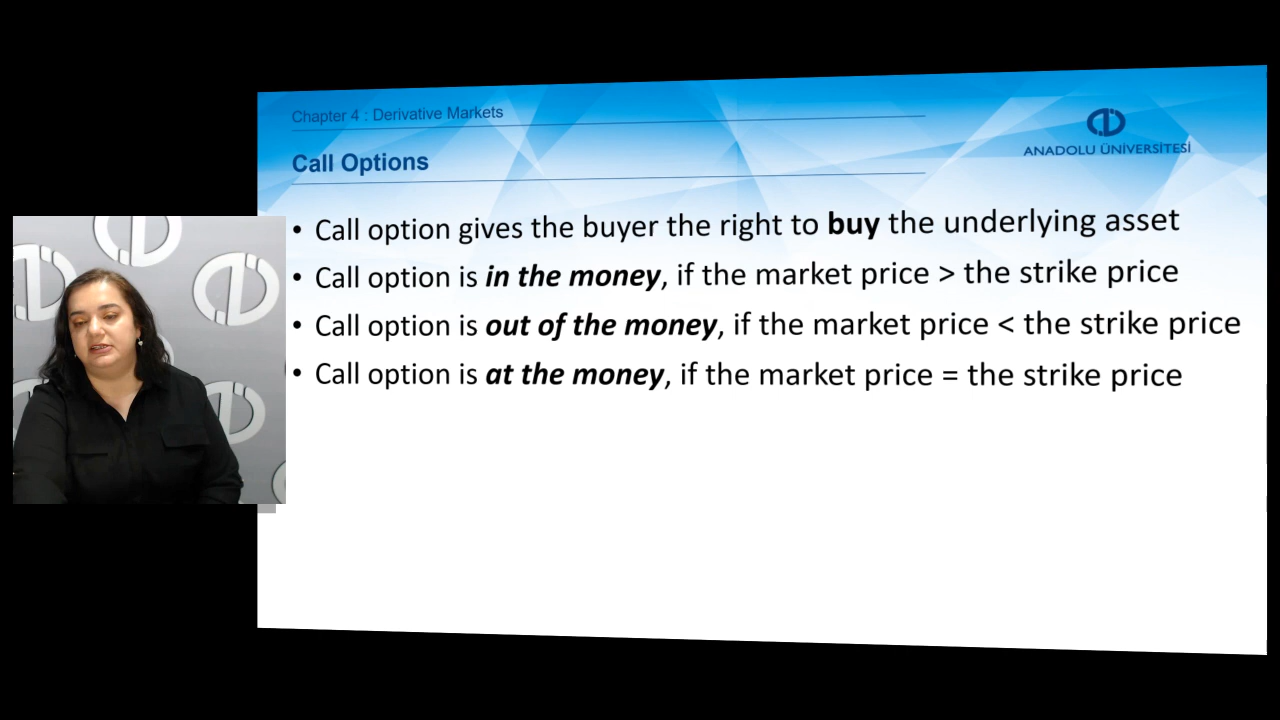 Chapter 4 : Derivative Markets
ANADOLU ÜNİVERSİTESİ
Call Options
• Call option gives the buyer the right to buy the underlying asset
• Call option is in the money, if the market price > the strike price
• Call option is out of the money, if the market price < the strike price
• Call option is at the money, if the market price = the strike price